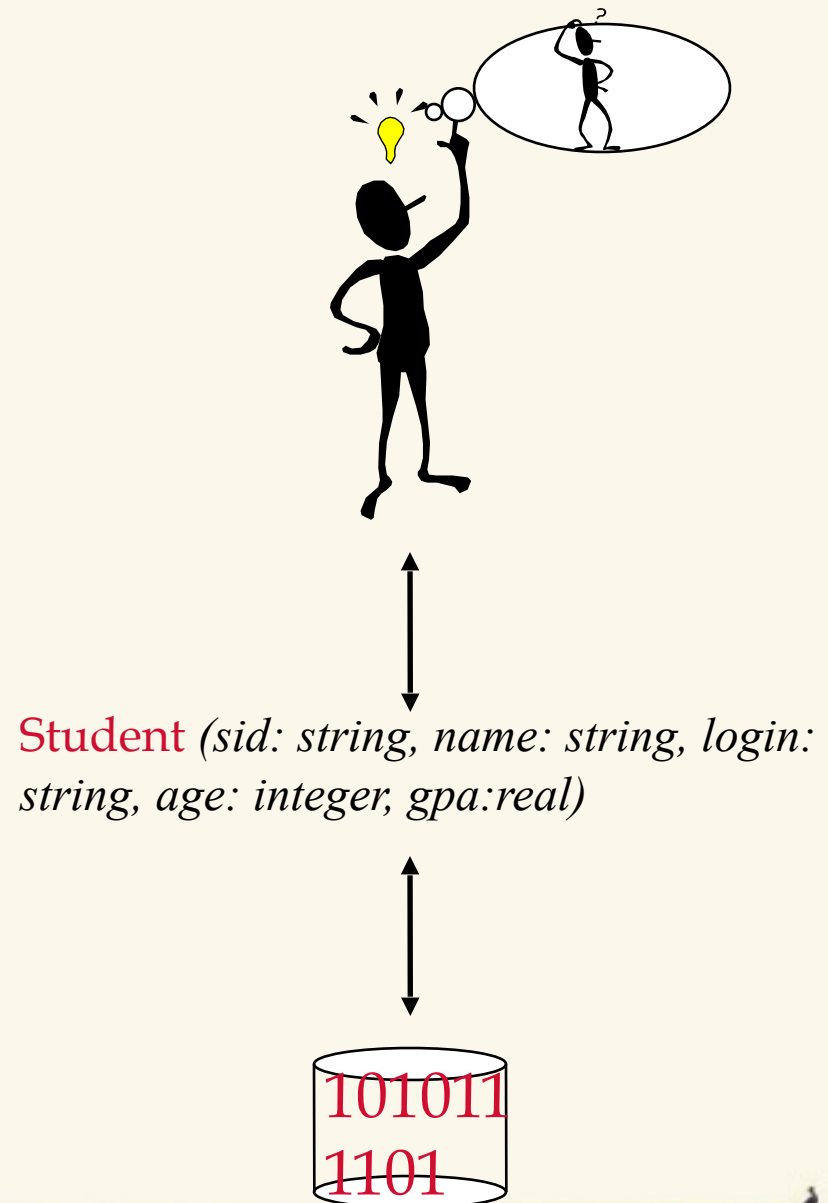 ?
Student (sid: string, name: string, login:
string, age: integer, gpa:real)
101011
1101